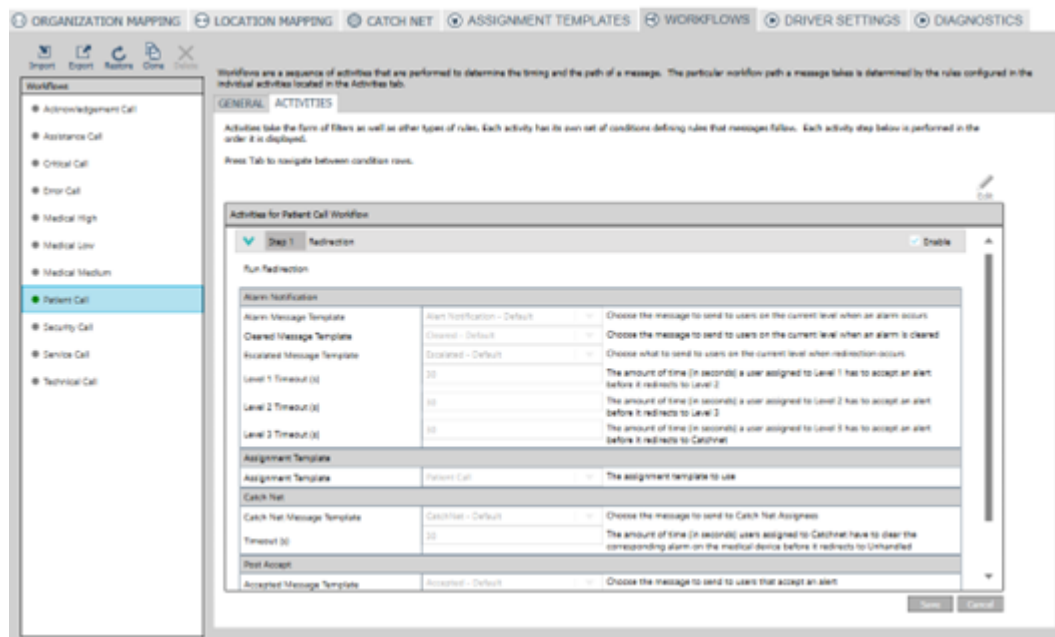 ORGANIZATION MAPPING LOCATION MAPPING CATCH NET ASSIGNMENT TEMPLATES WORKFLOWS DRIVER SETTINGS DIAGNOSTICS
Import Export Restore Clone Delete
Workflows
Acknowledgement Call
Assistance Call
Critical Call
Error Call
Medical High
Medical Low
Medical Medium
Patient Call
Security Call
Service Call
Technical Call
Workflows are a sequence of activities that are performed to determine the timing and the path of a message. The particular workflow path a message takes is determined by the rules configured in the
individual activities located in the Activities tab.
GENERAL ACTIVITIES
Activities take the form of filters as well as other types of rules. Each activity has its own set of conditions defining rules that messages follow. Each activity step below is performed in the
order it is displayed.
Press Tab to navigate between condition rows.
Edit
Activities for Patient Call Workflow
Step 1 Redirection Enable
Run Redirection
Alarm Notification
Alarm Message Template Alert Notification - Default Choose the message to send to users on the current level when an alarm occurs
Cleared Message Template Cleared - Default Choose the message to send to users on the current level when an alarm is cleared
Escalated Message Template Escalated - Default Choose what to send to users on the current level when redirection occurs
Level 1 Timeout (s) 30 The amount of time (in seconds) a user assigned to Level 1 has to accept an alert
before it redirects to Level 2
Level 2 Timeout (s) 30 The amount of time (in seconds) a user assigned to Level 2 has to accept an alert
before it redirects to Level 3
Level 3 Timeout (s) 30 The amount of time (in seconds) a user assigned to Level 3 has to accept an alert
before it redirects to Catchnet
Assignment Template
Assignment Template Patient Call The assignment template to use
Catch Net
Catch Net Message Template CatchNet - Default Choose the message to send to Catch Net Assignees
Timeout (s) 30 The amount of time (in seconds) users assigned to Catchnet have to clear the
corresponding alarm on the medical device before it redirects to Unhandled
Post Accept
Accepted Message Template Accepted - Default Choose the message to send to users that accept an alert
Save Cancel